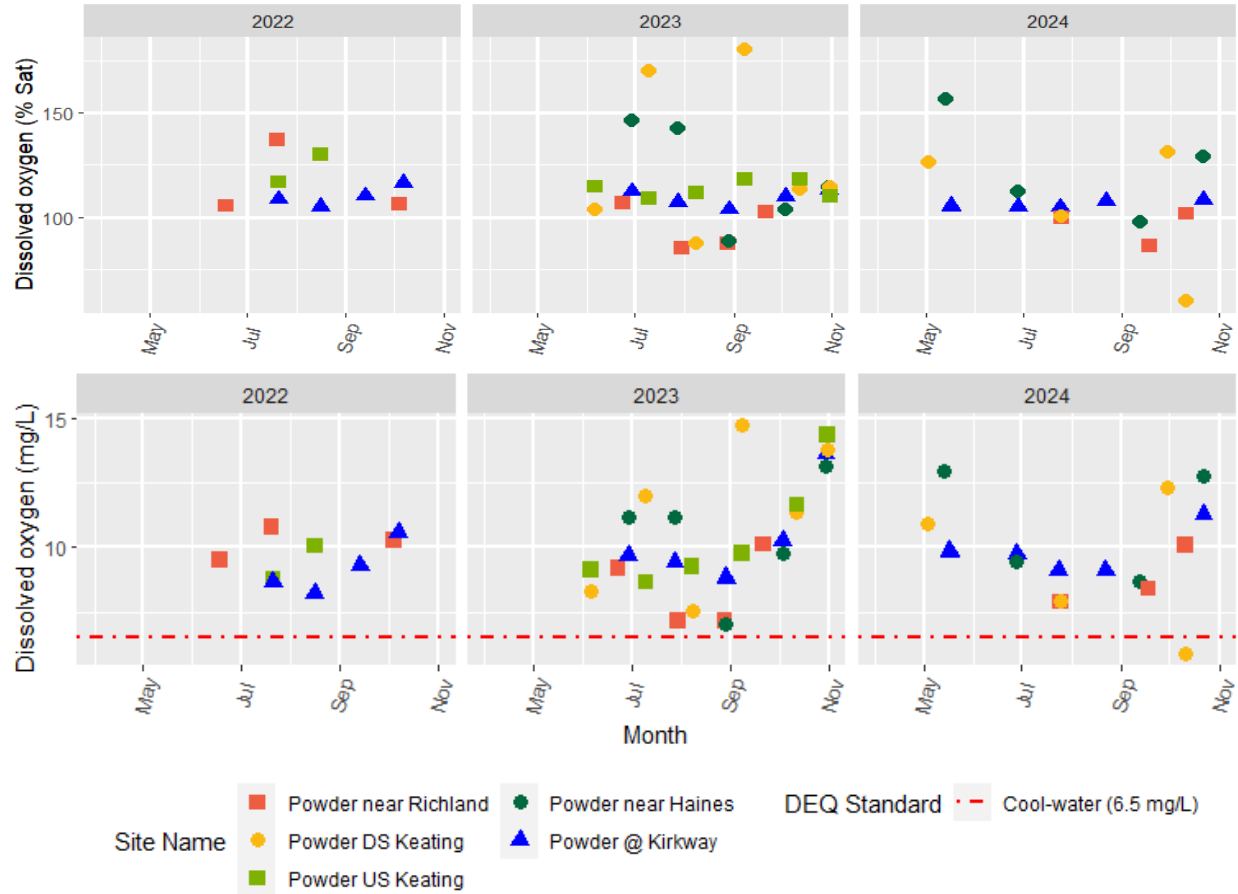 2022 2023 2024
Dissolved oxygen (% Sat)
150
100
May Jul Sep Nov May Jul Sep Nov May Jul Sep Nov
2022 2023 2024
Dissolved oxygen (mg/L)
15
10
May Jul Sep Nov May Jul Sep Nov May Jul Sep Nov
Month
Site Name
Powder near Richland
Powder DS Keating
Powder US Keating
Powder near Haines
Powder @ Kirkway
DEQ Standard
Cool-water (6.5 mg/L)